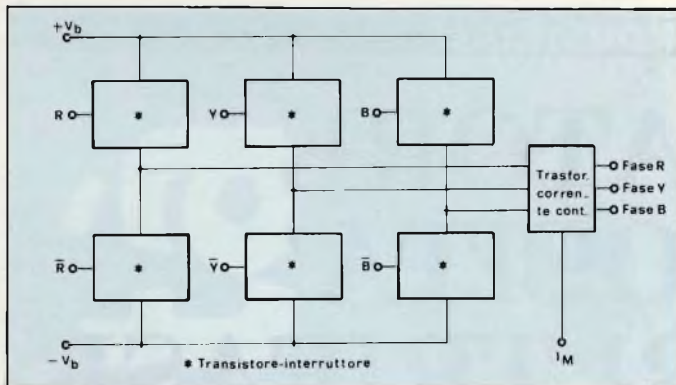 +Vb
R
*
Y
*
B
*
Trasfor.
corren_
te cont.
Fase R
Fase Y
Fase B
R̅
*
Y̅
*
B̅
*
IM
− Vb
* Transistore-interruttore